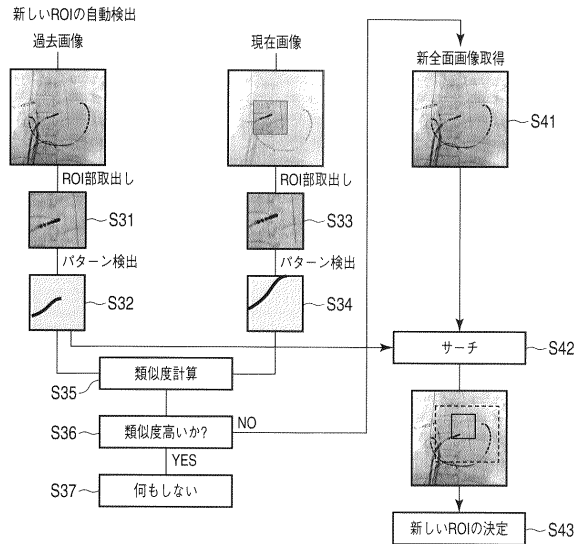 新しいROIの自動検出
過去画像
現在画像
新全面画像取得
S41
ROI部取出し
ROI部取出し
S31
S33
パターン検出
パターン検出
S32
S34
サーチ
S42
類似度計算
S35
類似度高いか?
NO
S36
YES
何もしない
S37
新しいROIの決定
S43